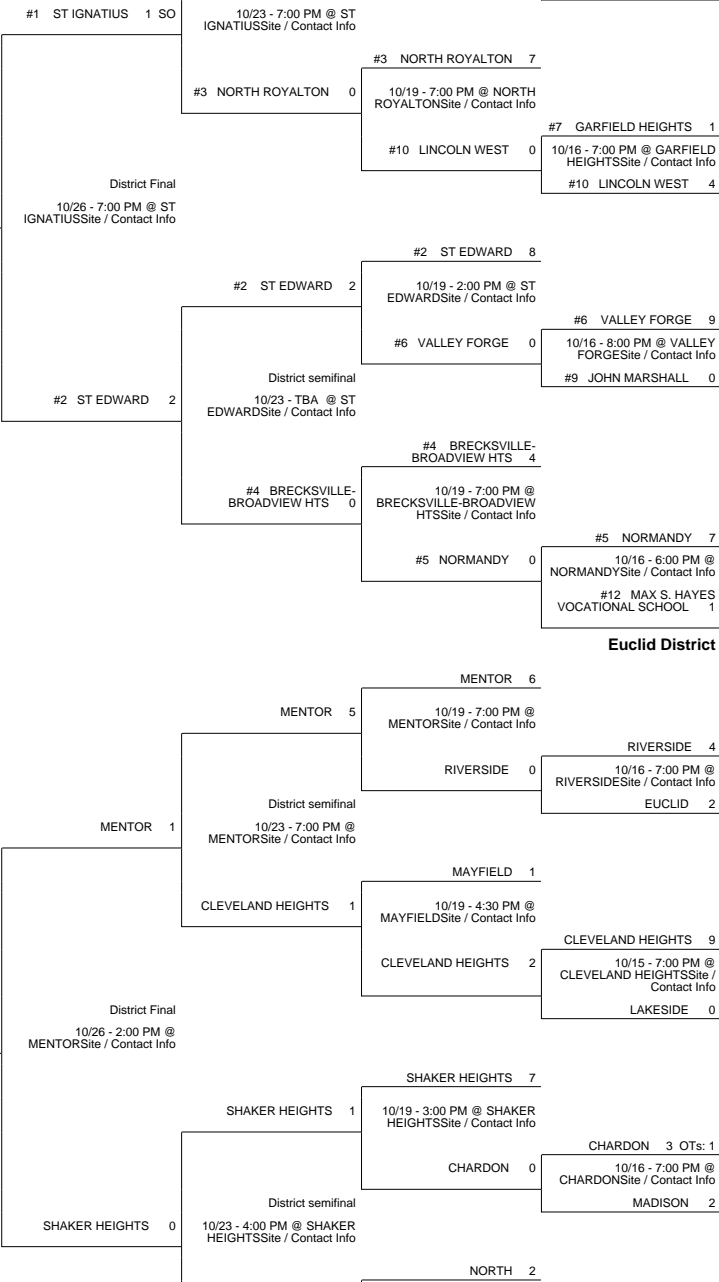 #1 ST IGNATIUS 1 SO
10/23 - 7:00 PM @ ST
IGNATIUSSite / Contact Info
#3 NORTH ROYALTON 7
#3 NORTH ROYALTON 0
10/19 - 7:00 PM @ NORTH
ROYALTONSite / Contact Info
#7 GARFIELD HEIGHTS 1
#10 LINCOLN WEST 0
10/16 - 7:00 PM @ GARFIELD
HEIGHTSSite / Contact Info
#10 LINCOLN WEST 4
District Final
10/26 - 7:00 PM @ ST
IGNATIUSSite / Contact Info
#2 ST EDWARD 8
#2 ST EDWARD 2
10/19 - 2:00 PM @ ST
EDWARDSite / Contact Info
#6 VALLEY FORGE 9
#6 VALLEY FORGE 0
10/16 - 8:00 PM @ VALLEY
FORGESite / Contact Info
#9 JOHN MARSHALL 0
District semifinal
#2 ST EDWARD 2
10/23 - TBA @ ST
EDWARDSite / Contact Info
#4 BRECKSVILLE-
BROADVIEW HTS 4
#4 BRECKSVILLE-
BROADVIEW HTS 0
10/19 - 7:00 PM @
BRECKSVILLE-BROADVIEW
HTSSite / Contact Info
#5 NORMANDY 7
#5 NORMANDY 0
10/16 - 6:00 PM @
NORMANDYSite / Contact Info
#12 MAX S. HAYES
VOCATIONAL SCHOOL 1
Euclid District
MENTOR 6
MENTOR 5
10/19 - 7:00 PM @
MENTORSite / Contact Info
RIVERSIDE 4
RIVERSIDE 0
10/16 - 7:00 PM @
RIVERSIDESite / Contact Info
EUCLID 2
District semifinal
MENTOR 1
10/23 - 7:00 PM @
MENTORSite / Contact Info
MAYFIELD 1
CLEVELAND HEIGHTS 1
10/19 - 4:30 PM @
MAYFIELDSite / Contact Info
CLEVELAND HEIGHTS 9
CLEVELAND HEIGHTS 2
10/15 - 7:00 PM @
CLEVELAND HEIGHTSSite /
Contact Info
LAKESIDE 0
District Final
10/26 - 2:00 PM @
MENTORSite / Contact Info
SHAKER HEIGHTS 7
SHAKER HEIGHTS 1
10/19 - 3:00 PM @ SHAKER
HEIGHTSSite / Contact Info
CHARDON 3 OTs: 1
CHARDON 0
10/16 - 7:00 PM @
CHARDONSite / Contact Info
MADISON 2
District semifinal
SHAKER HEIGHTS 0
10/23 - 4:00 PM @ SHAKER
HEIGHTSSite / Contact Info
NORTH 2